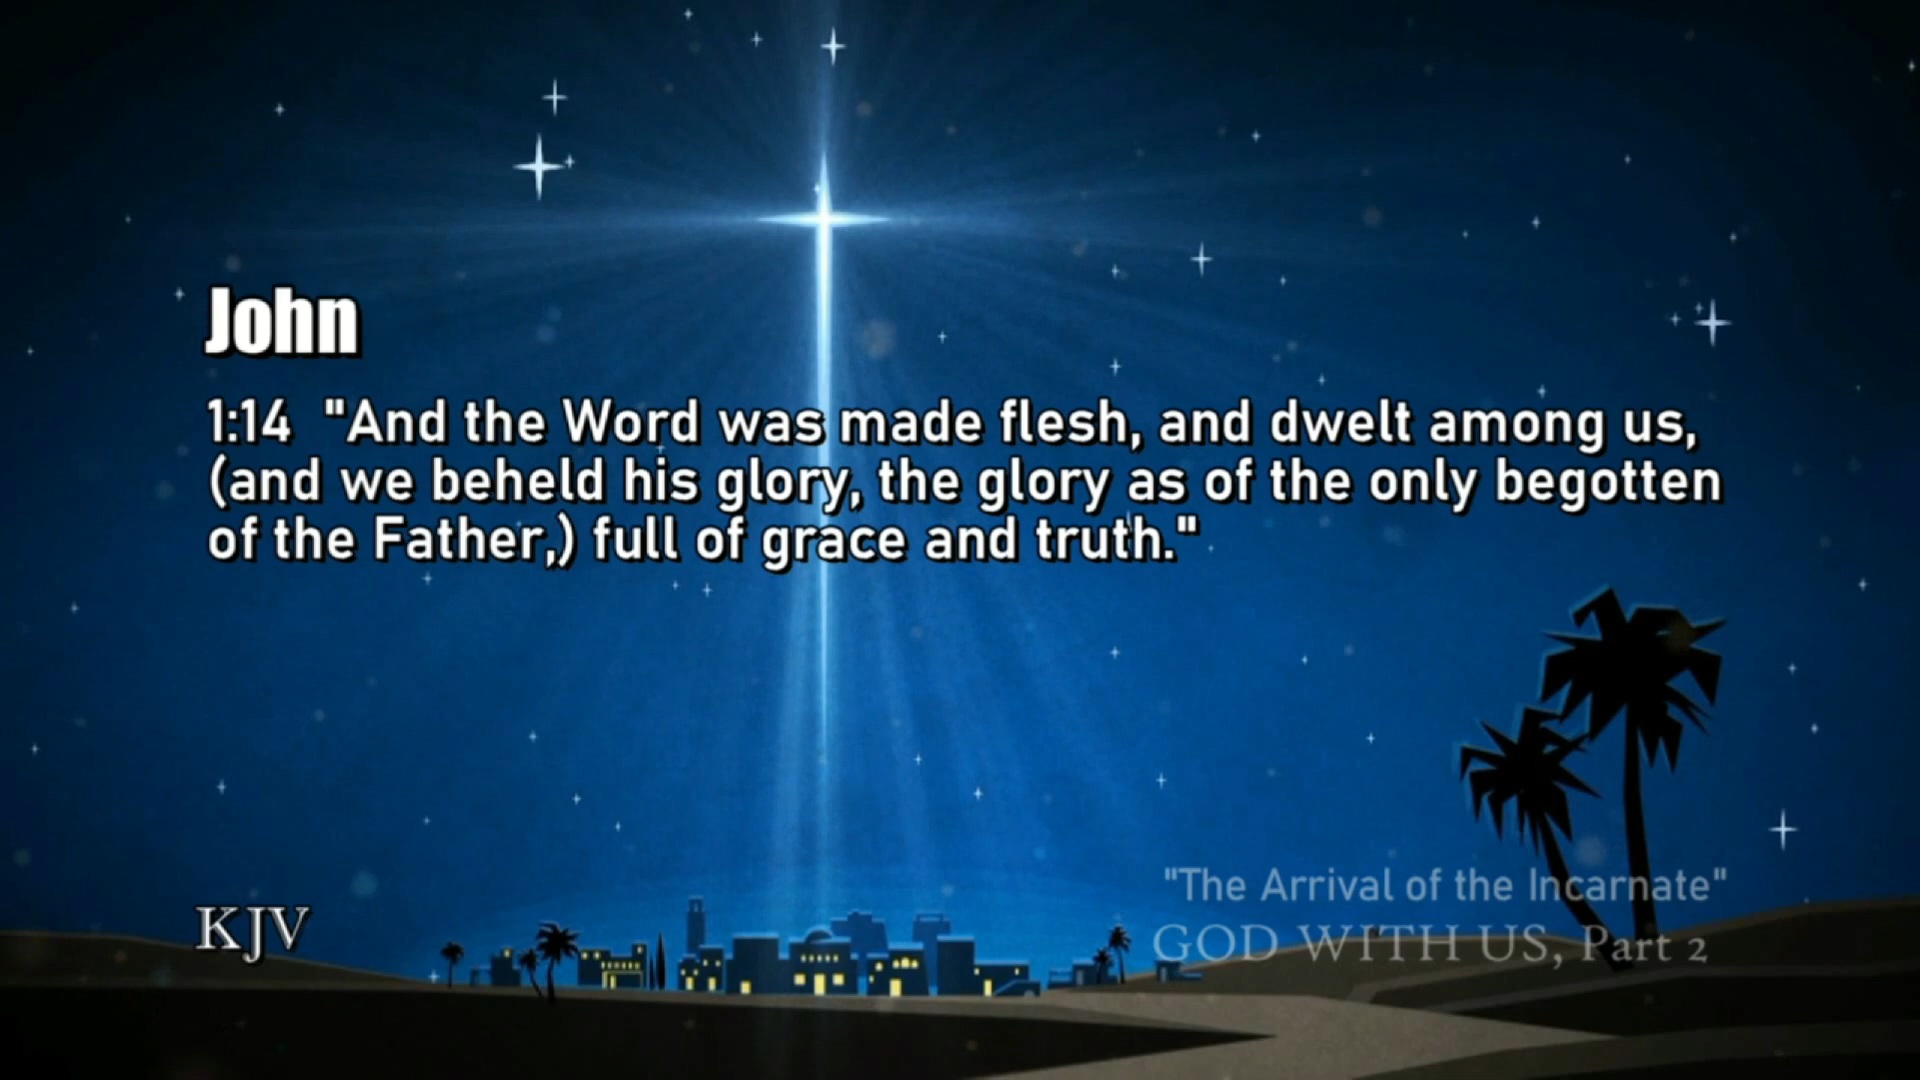 John
1:14 "And the Word was made flesh, and dwelt among us,
(and we beheld his glory, the glory as of the only begotten
of the Father,) full of grace and truth."
"The Arrival of the Incarnate"
GOD WITH US, Part 2
KJV